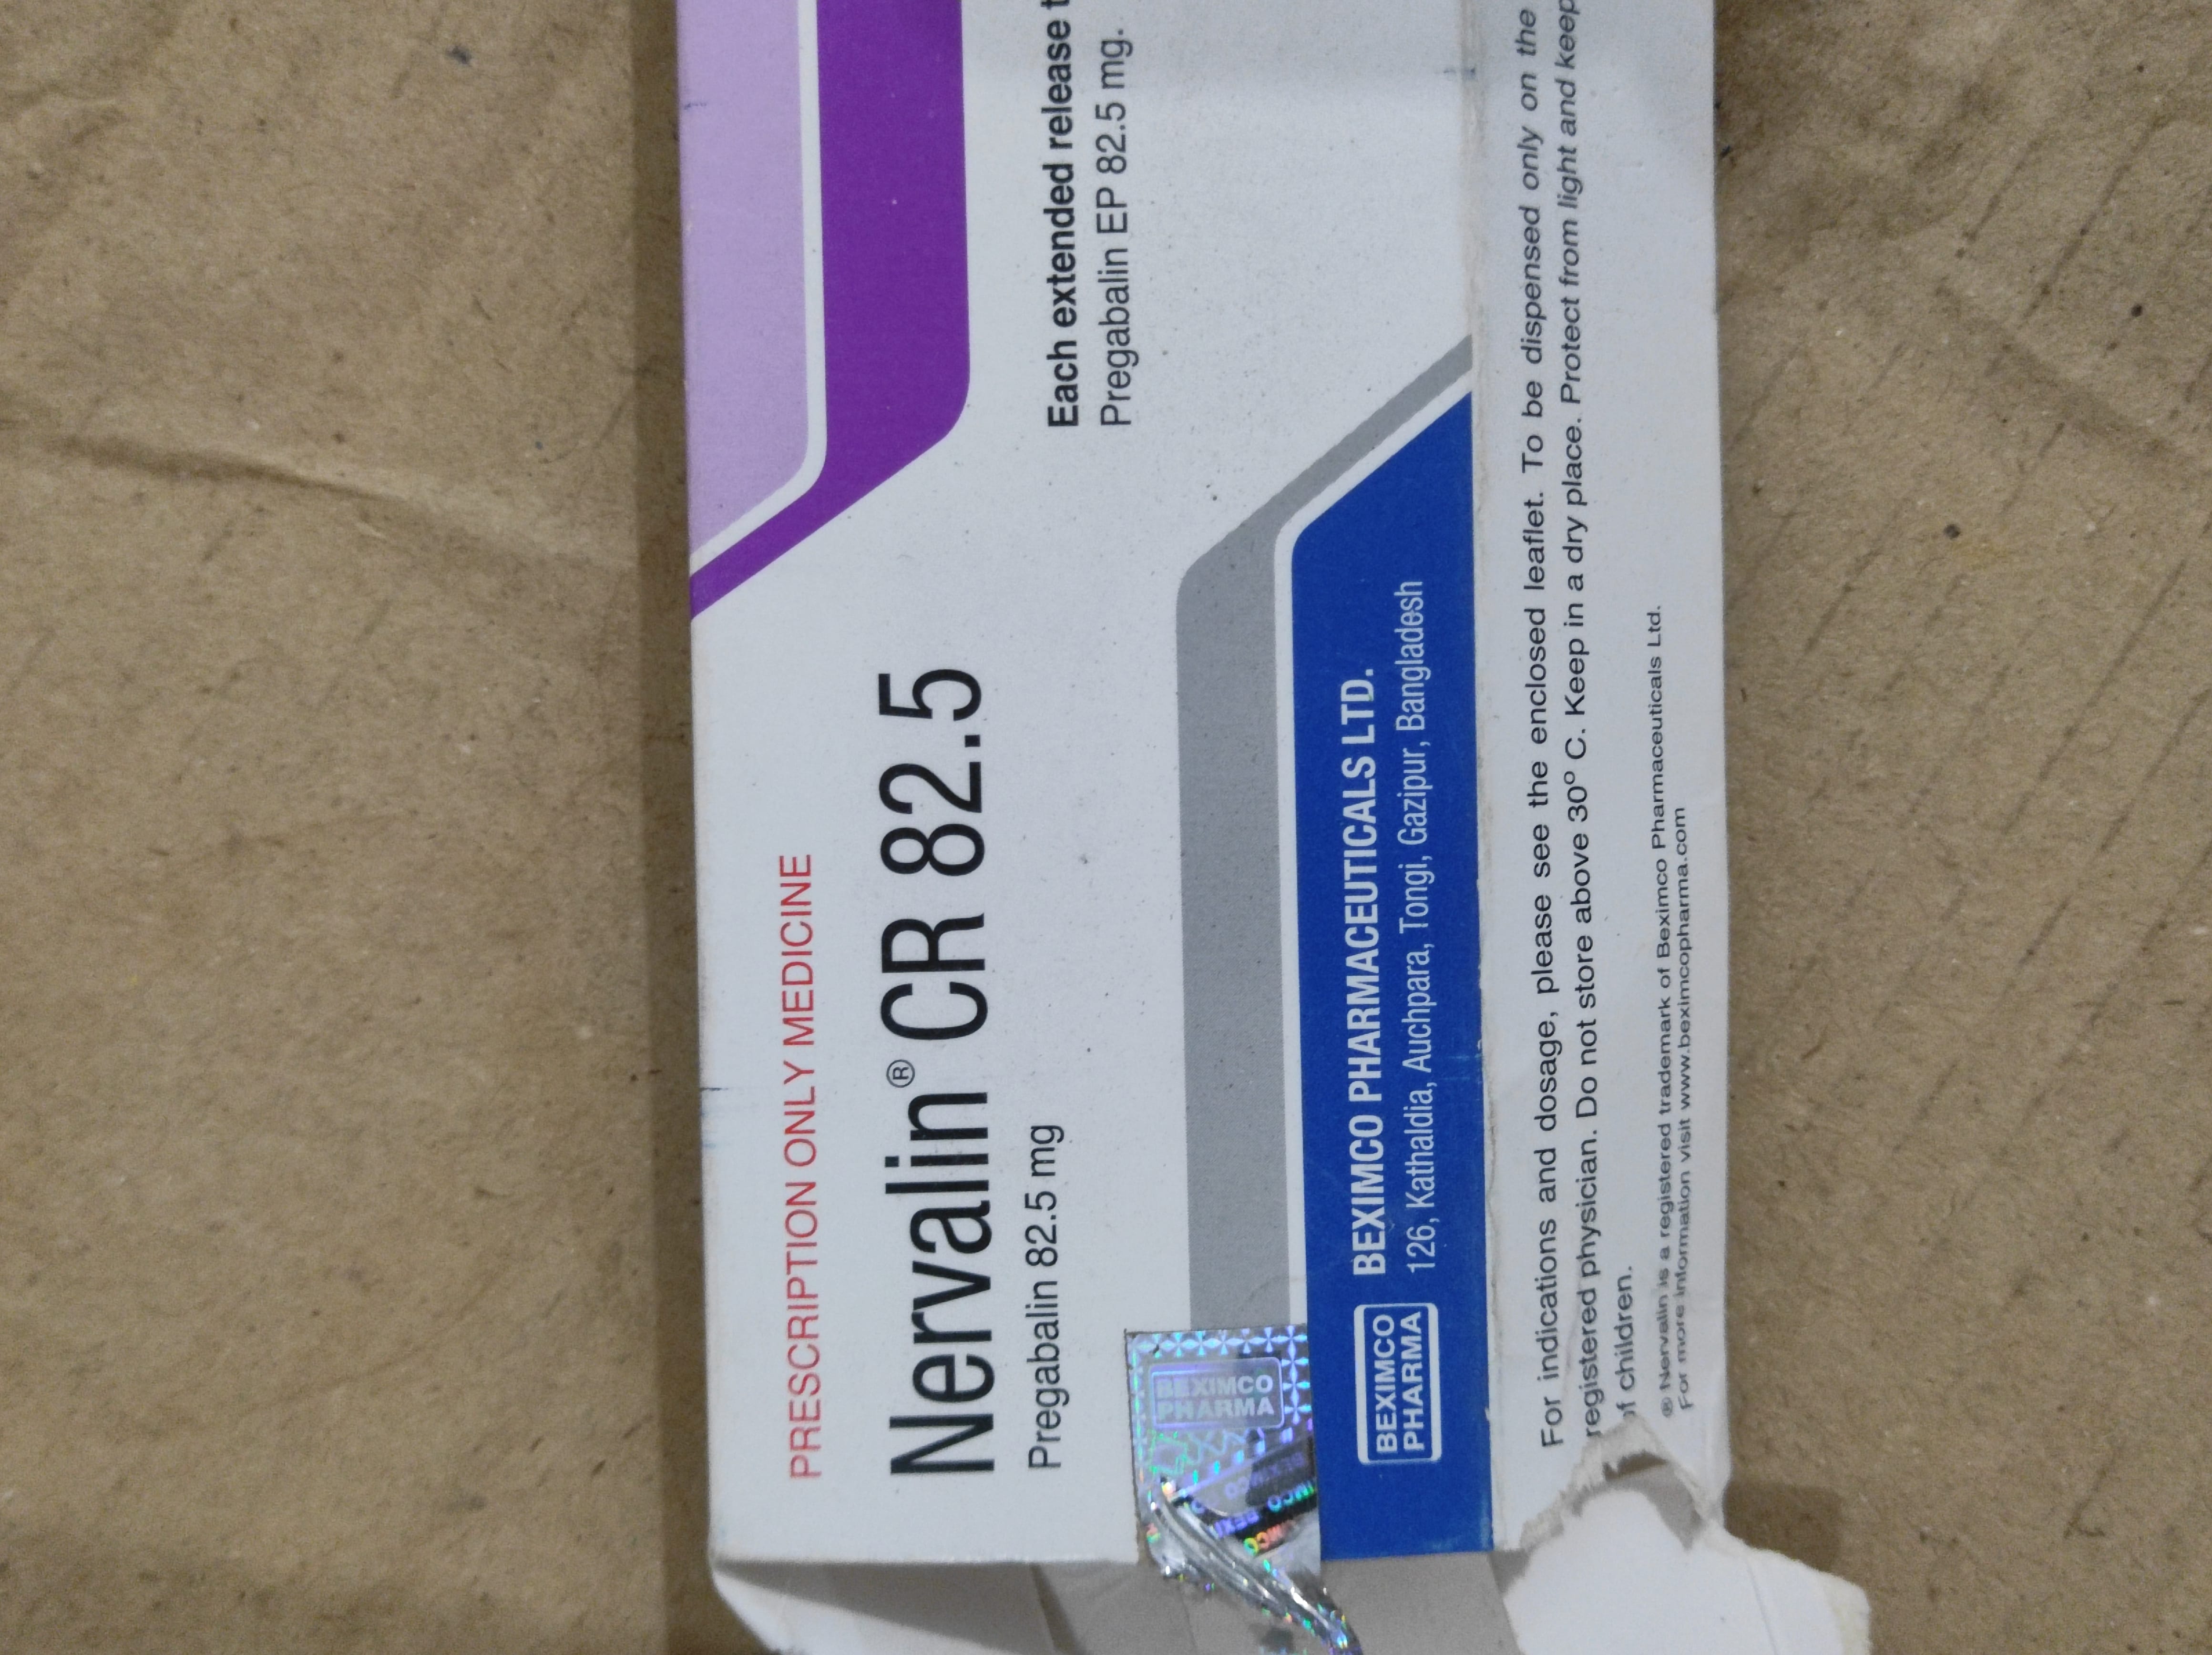 PRESCRIPTION ONLY MEDICINE
Nervalin® CR 82.5
Pregabalin 82.5 mg
Each extended release t
Pregabalin EP 82.5 mg.
BEXIMCO
PHARMA
BEXIMCO
PHARMA
BEXIMCO PHARMACEUTICALS LTD.
126, Kathaldia, Auchpara, Tongi, Gazipur, Bangladesh
For indications and dosage, please see the enclosed leaflet. To be dispensed only on the
registered physician. Do not store above 30° C. Keep in a dry place. Protect from light and keep
of children.
® Nervalin is a registered trademark of Beximco Pharmaceuticals Ltd.
For more information visit www.beximcopharma.com